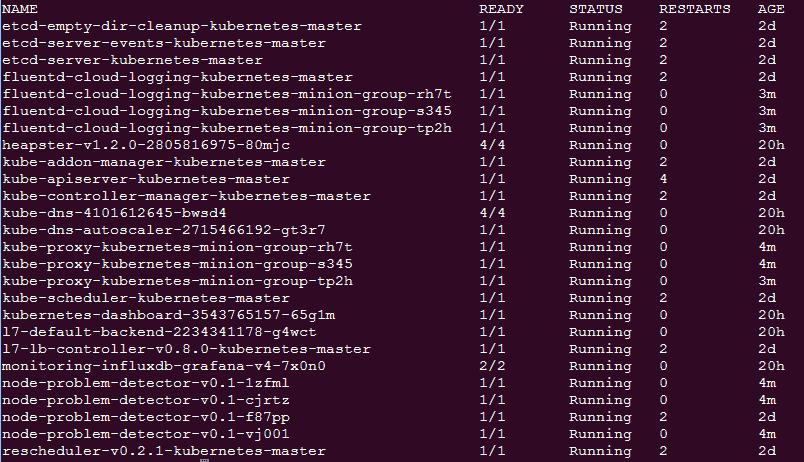 NAME READY STATUS RESTARTS AGE
etcd-empty-dir-cleanup-kubernetes-master 1/1 Running 2 2d
etcd-server-events-kubernetes-master 1/1 Running 2 2d
etcd-server-kubernetes-master 1/1 Running 2 2d
fluentd-cloud-logging-kubernetes-master 1/1 Running 2 2d
fluentd-cloud-logging-kubernetes-minion-group-rh7t 1/1 Running 0 3m
fluentd-cloud-logging-kubernetes-minion-group-s345 1/1 Running 0 3m
fluentd-cloud-logging-kubernetes-minion-group-tp2h 1/1 Running 0 3m
heapster-v1.2.0-2805816975-80mjc 4/4 Running 0 20h
kube-addon-manager-kubernetes-master 1/1 Running 2 2d
kube-apiserver-kubernetes-master 1/1 Running 4 2d
kube-controller-manager-kubernetes-master 1/1 Running 2 2d
kube-dns-4101612645-bwsd4 4/4 Running 0 20h
kube-dns-autoscaler-2715466192-gt3r7 1/1 Running 0 20h
kube-proxy-kubernetes-minion-group-rh7t 1/1 Running 0 4m
kube-proxy-kubernetes-minion-group-s345 1/1 Running 0 4m
kube-proxy-kubernetes-minion-group-tp2h 1/1 Running 0 3m
kube-scheduler-kubernetes-master 1/1 Running 2 2d
kubernetes-dashboard-3543765157-65g1m 1/1 Running 0 20h
l7-default-backend-2234341178-g4wct 1/1 Running 0 20h
l7-lb-controller-v0.8.0-kubernetes-master 1/1 Running 2 2d
monitoring-influxdb-grafana-v4-7x0n0 2/2 Running 0 20h
node-problem-detector-v0.1-1zfml 1/1 Running 0 4m
node-problem-detector-v0.1-cjrtz 1/1 Running 0 4m
node-problem-detector-v0.1-f87pp 1/1 Running 2 2d
node-problem-detector-v0.1-vj001 1/1 Running 0 4m
rescheduler-v0.2.1-kubernetes-master 1/1 Running 2 2d